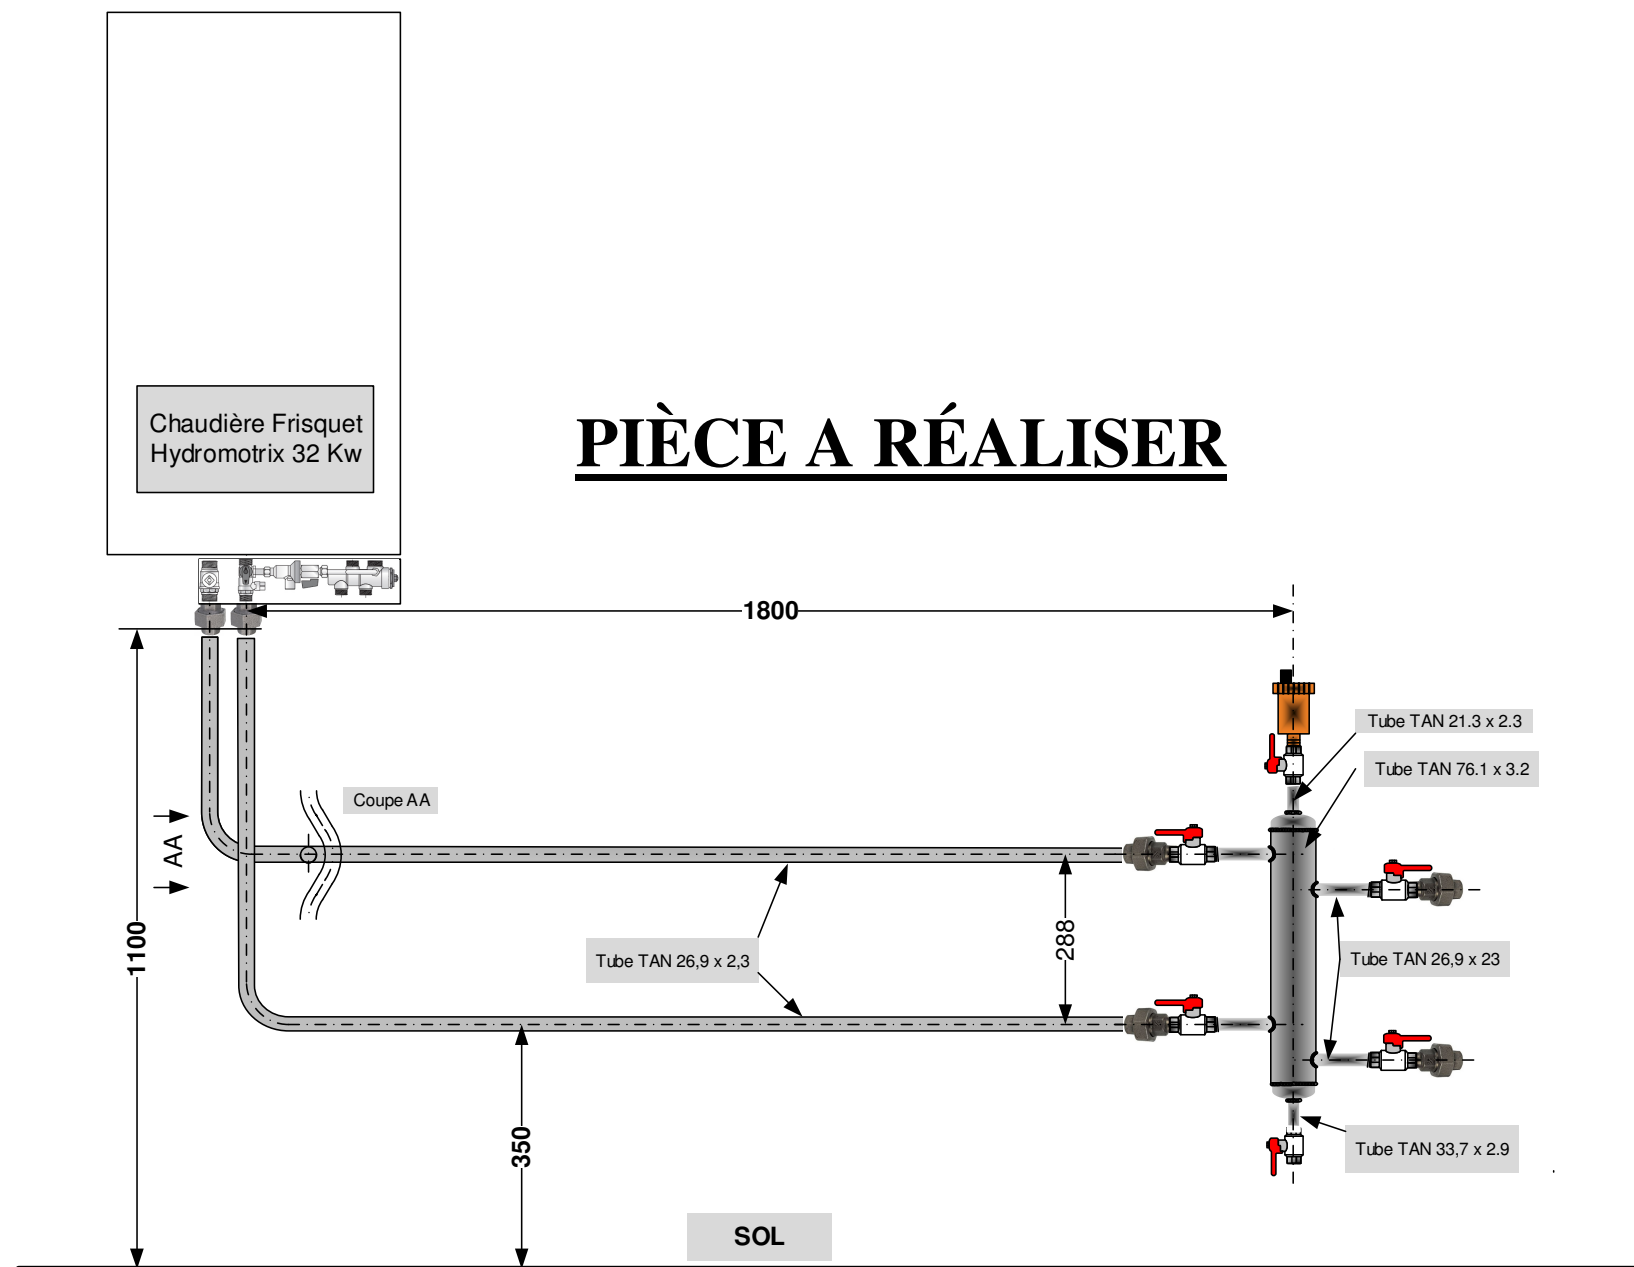 Chaudière Frisquet
Hydromotrix 32 Kw
PIÈCE A RÉALISER
1800
Tube TAN 21.3 x 2.3
Tube TAN 76.1 x 3.2
Coupe AA
AA
1100
288
Tube TAN 26,9 x 2,3
Tube TAN 26,9 x 23
350
Tube TAN 33,7 x 2.9
SOL